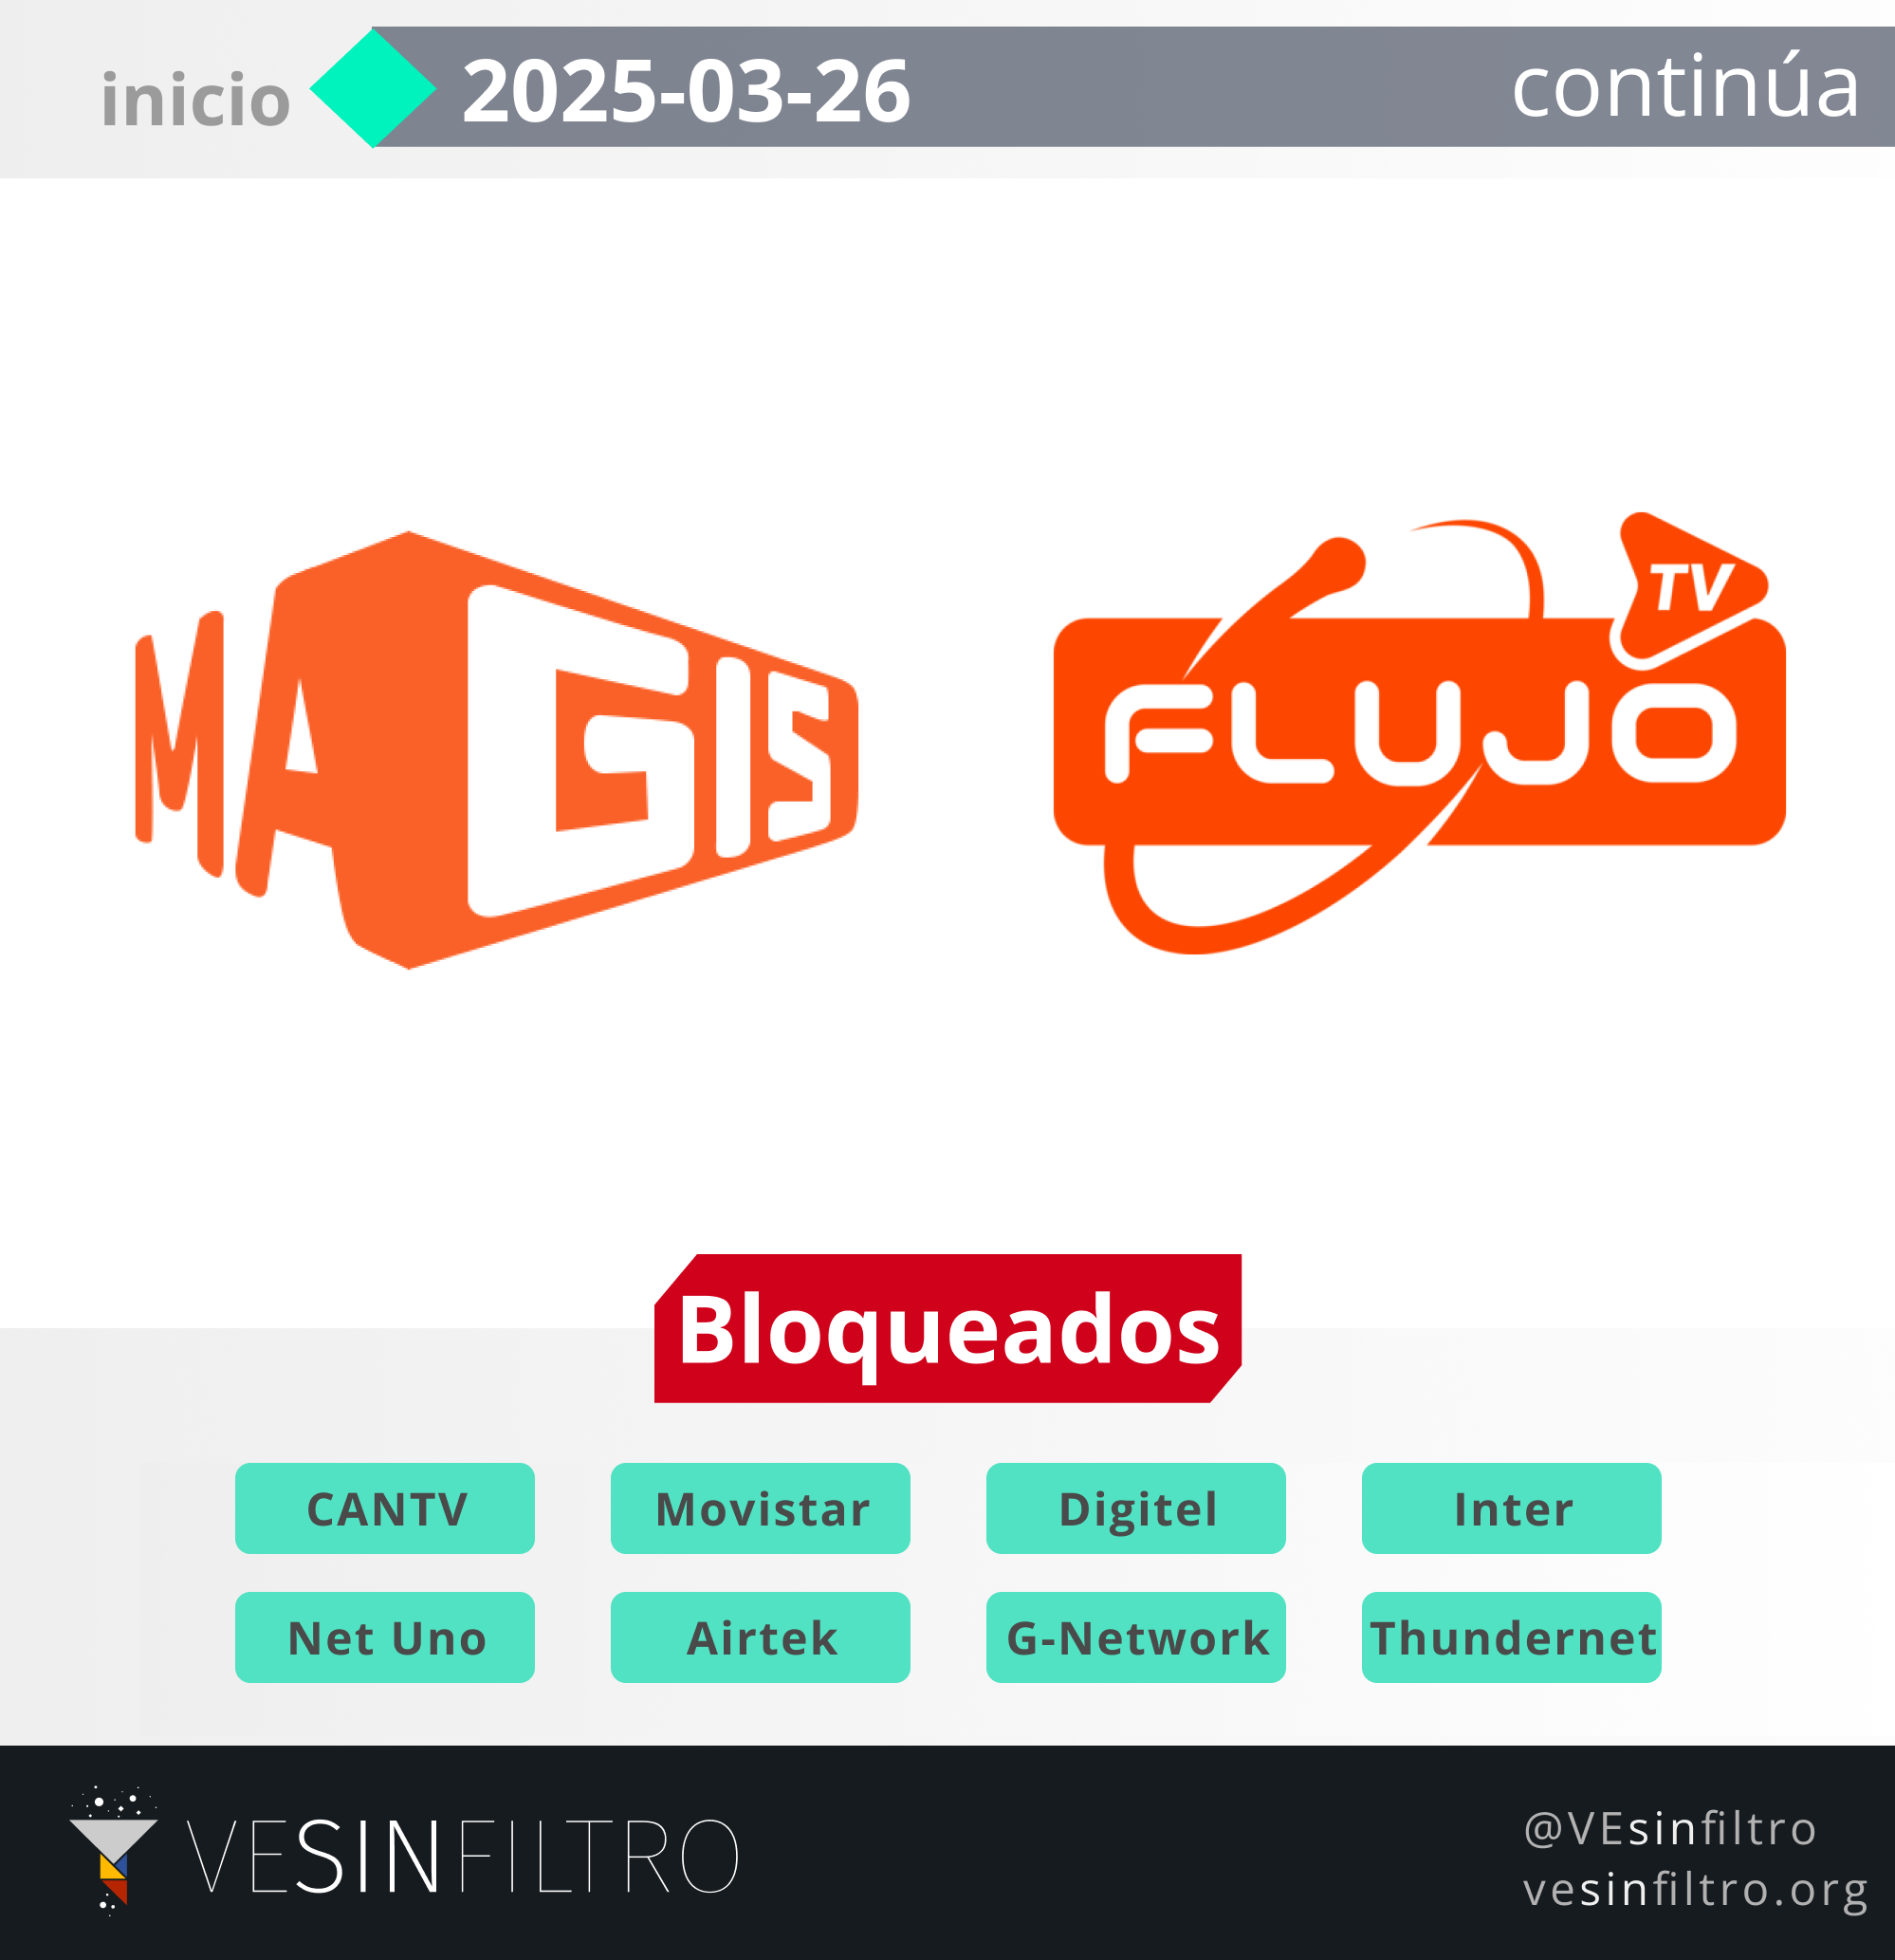 inicio 2025-03-26 continúa
MAGIS
FLUJO TV
Bloqueados
CANTV Movistar Digitel Inter
Net Uno Airtek G-Network Thundernet
VESINFILTRO
@VEsinfiltro
vesinfiltro.org